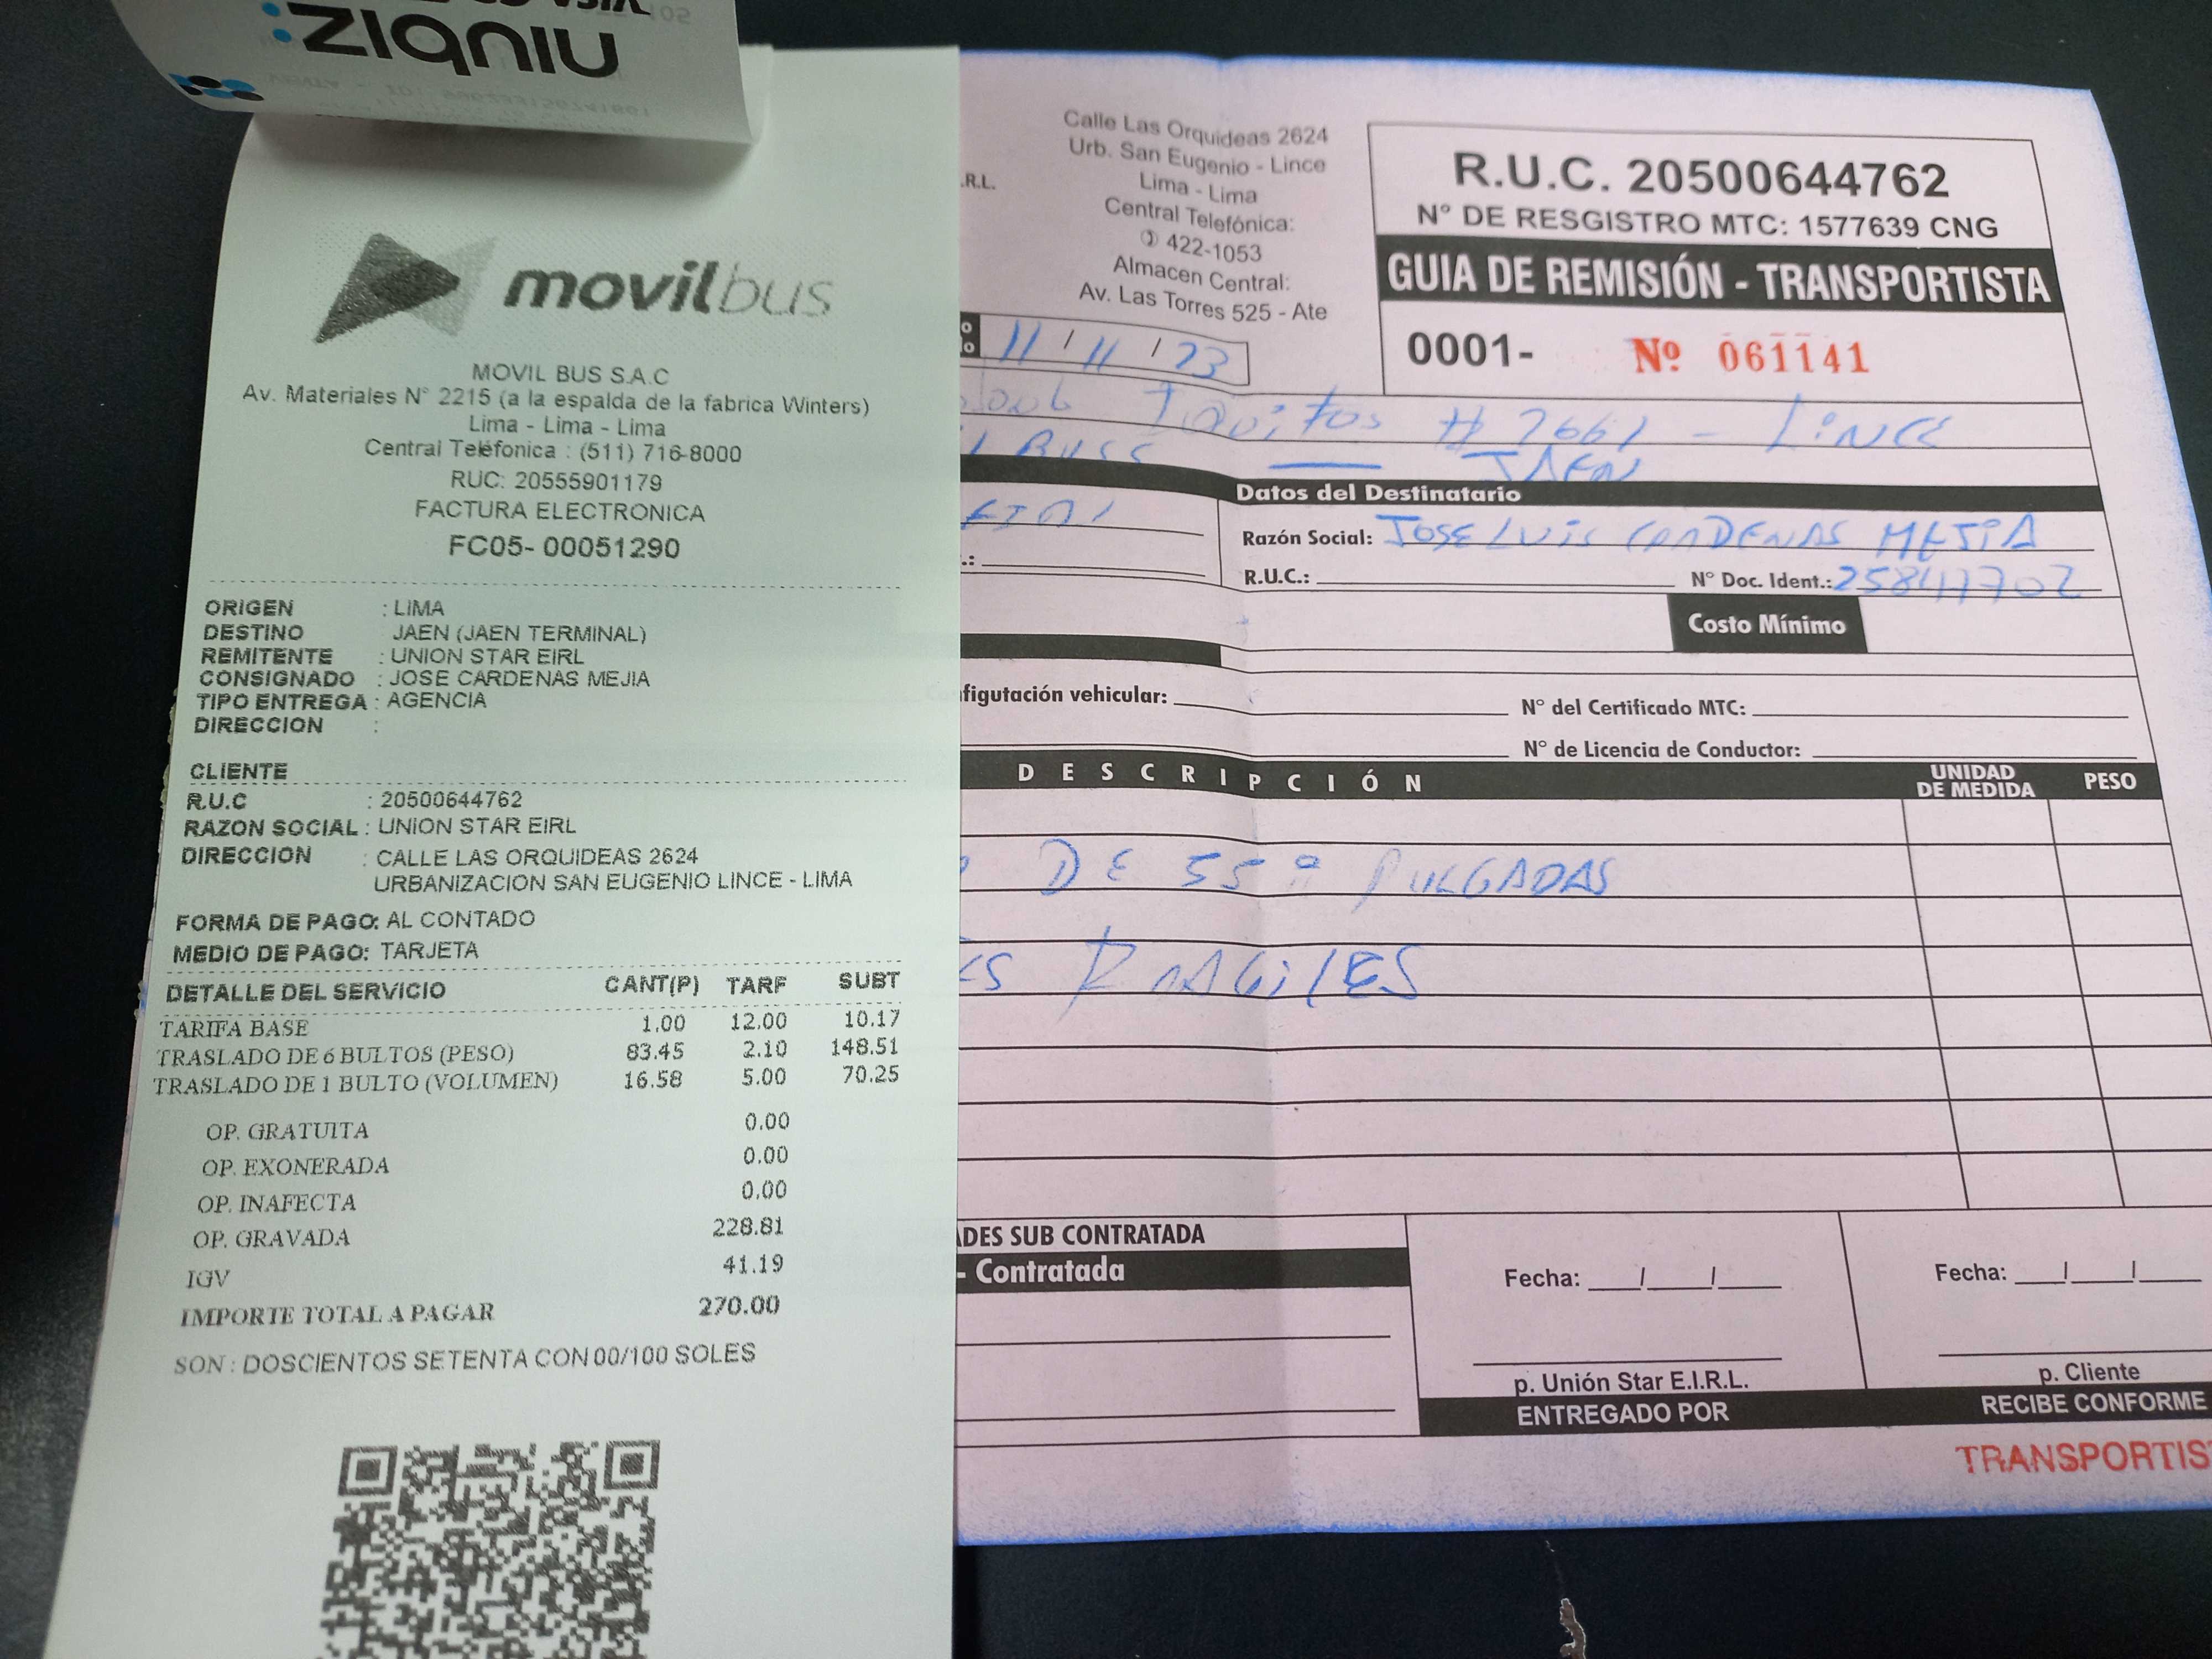 niubiz:
movilbus
MOVIL BUS S.A.C
Av. Materiales N° 2215 (a la espalda de la fabrica Winters)
Lima - Lima - Lima
Central Teléfonica : (511) 716-8000
RUC: 20555901179
FACTURA ELECTRONICA
FC05- 00051290
ORIGEN : LIMA
DESTINO JAEN (JAEN TERMINAL)
REMITENTE : UNION STAR EIRL
CONSIGNADO : JOSE CARDENAS MEJIA
TIPO ENTREGA : AGENCIA
DIRECCION :
CLIENTE
R.U.C : 20500644762
RAZON SOCIAL : UNION STAR EIRL
DIRECCION : CALLE LAS ORQUIDEAS 2624
URBANIZACION SAN EUGENIO LINCE - LIMA
FORMA DE PAGO: AL CONTADO
MEDIO DE PAGO: TARJETA
DETALLE DEL SERVICIO CANT(P) TARF SUBT
TARIFA BASE 1.00 12.00 10.17
TRASLADO DE 6 BULTOS (PESO) 83.45 2.10 148.51
TRASLADO DE 1 BULTO (VOLUMEN) 16.58 5.00 70.25
OP. GRATUITA 0.00
OP. EXONERADA 0.00
OP. INAFECTA 0.00
OP. GRAVADA 228.81
IGV 41.19
IMPORTE TOTAL A PAGAR 270.00
SON : DOSCIENTOS SETENTA CON 00/100 SOLES
.R.L.
Calle Las Orquideas 2624
Urb. San Eugenio - Lince
Lima - Lima
Central Telefónica:
422-1053
Almacen Central:
Av. Las Torres 525 - Ate
R.U.C. 20500644762
N° DE RESGISTRO MTC: 1577639 CNG
GUIA DE REMISIÓN - TRANSPORTISTA
0001- Nº 061141
11 / 11 / 23
Iquitos # 2661 - LINCE
BUSS — JAEN
Datos del Destinatario
Razón Social: JOSE LUIS CARDENAS MEJIA
R.U.C.: N° Doc. Ident.: 25841702
Costo Mínimo
figutación vehicular: N° del Certificado MTC:
N° de Licencia de Conductor:
DESCRIPCIÓN UNIDAD DE MEDIDA PESO
DE 55" PULGADAS
FRAGILES
ADES SUB CONTRATADA
- Contratada
Fecha: / / Fecha: / /
p. Unión Star E.I.R.L. p. Cliente
ENTREGADO POR RECIBE CONFORME
TRANSPORTIS